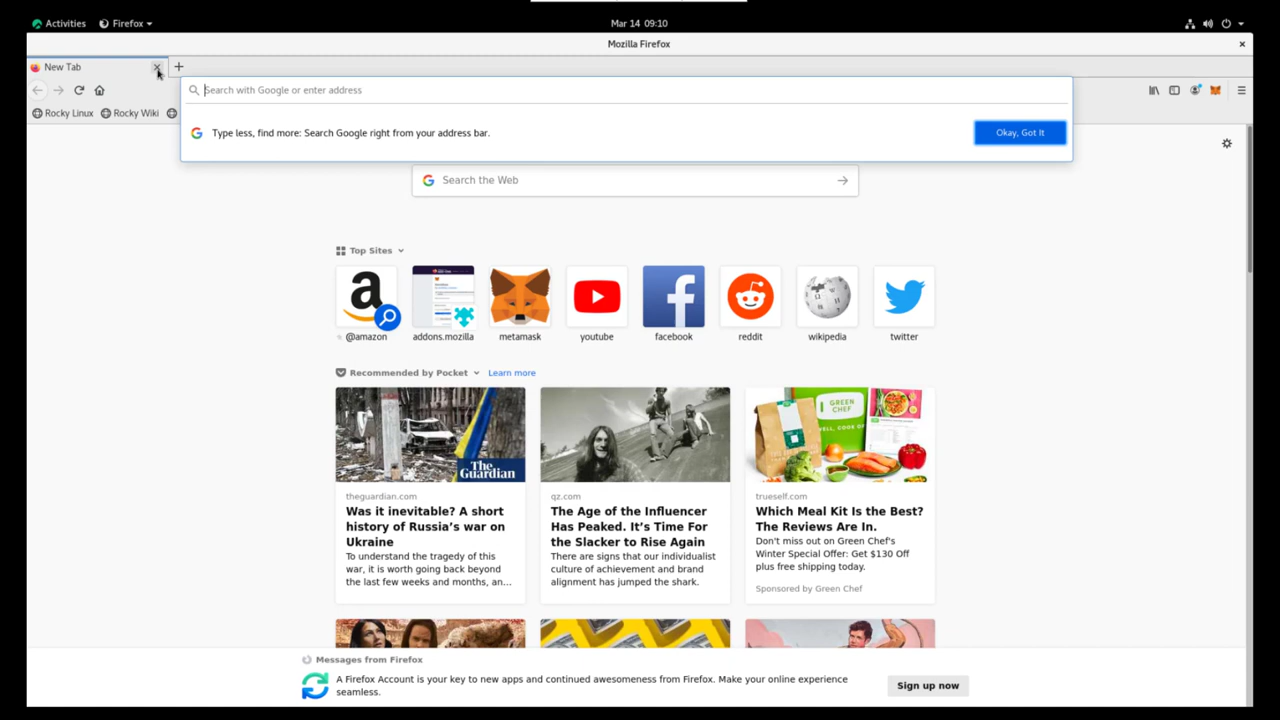 Activities
Firefox
Mar 14 09:10
Mozilla Firefox
New Tab
Search with Google or enter address
Rocky Linux
Rocky Wiki
Type less, find more: Search Google right from your address bar.
Okay, Got It
Search the Web
Top Sites
@amazon
addons.mozilla
metamask
youtube
facebook
reddit
wikipedia
twitter
Recommended by Pocket
Learn more
The
Guardian
theguardian.com
Was it inevitable? A short
history of Russia's war on
Ukraine
To understand the tragedy of this
war, it is worth going back beyond
the last few weeks and months, an...
qz.com
The Age of the Influencer
Has Peaked. It's Time For
the Slacker to Rise Again
There are signs that our individualist
culture of achievement and brand
alignment has jumped the shark.
GREEN
CHEF
trueself.com
Which Meal Kit Is the Best?
The Reviews Are In.
Don't miss out on Green Chef's
Winter Special Offer: Get $130 Off
plus free shipping today.
Sponsored by Green Chef
Messages from Firefox
A Firefox Account is your key to new apps and continued awesomeness from Firefox. Make your online experience
seamless.
Sign up now